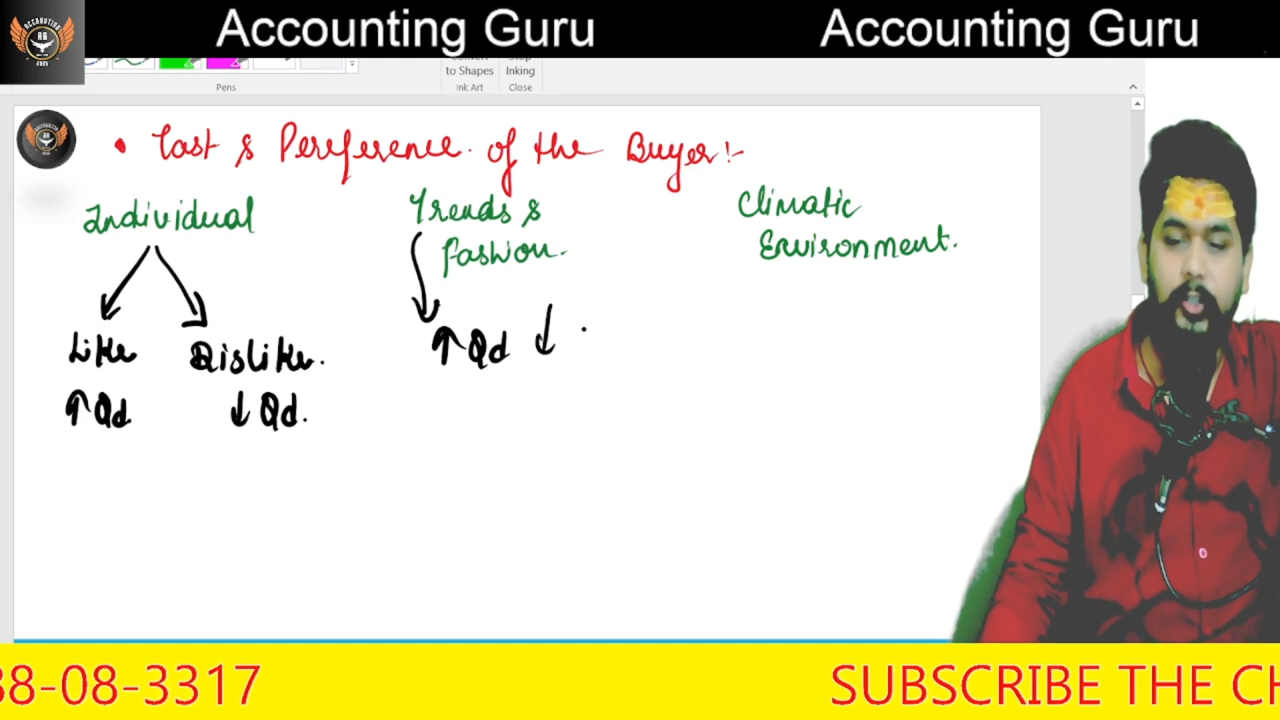 Accounting Guru
Accounting Guru
to Shapes
Inking
Pens
Ink Art
Close
• Tast & Pereference. of the Buyer:-
Individual
Trends &
fashion.
Climatic
Environment.
Like
Dislike.
↑ Qd ↓ .
↑ Qd
↓ Qd.
38-08-3317
SUBSCRIBE THE CH